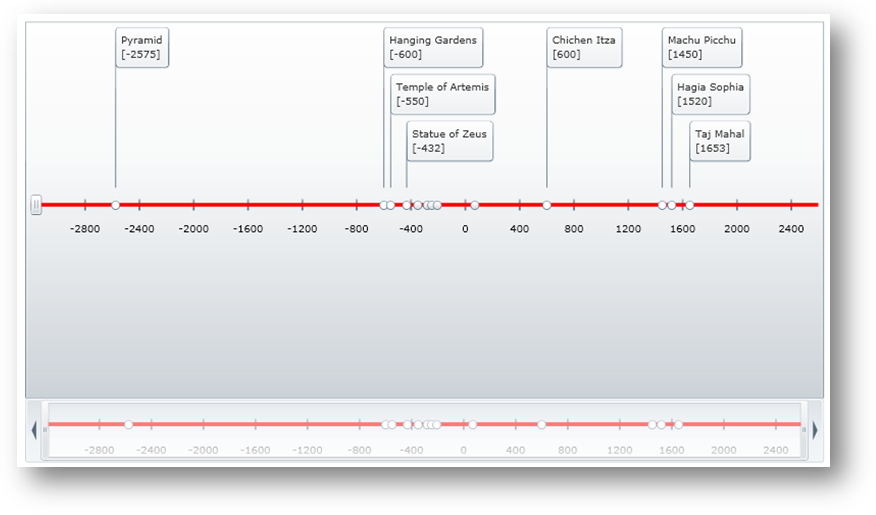 Pyramid
[-2575]
Hanging Gardens
[-600]
Chichen Itza
[600]
Machu Picchu
[1450]
Temple of Artemis
[-550]
Hagia Sophia
[1520]
Statue of Zeus
[-432]
Taj Mahal
[1653]
-2800 -2400 -2000 -1600 -1200 -800 -400 0 400 800 1200 1600 2000 2400
-2800 -2400 -2000 -1600 -1200 -800 -400 0 400 800 1200 1600 2000 2400